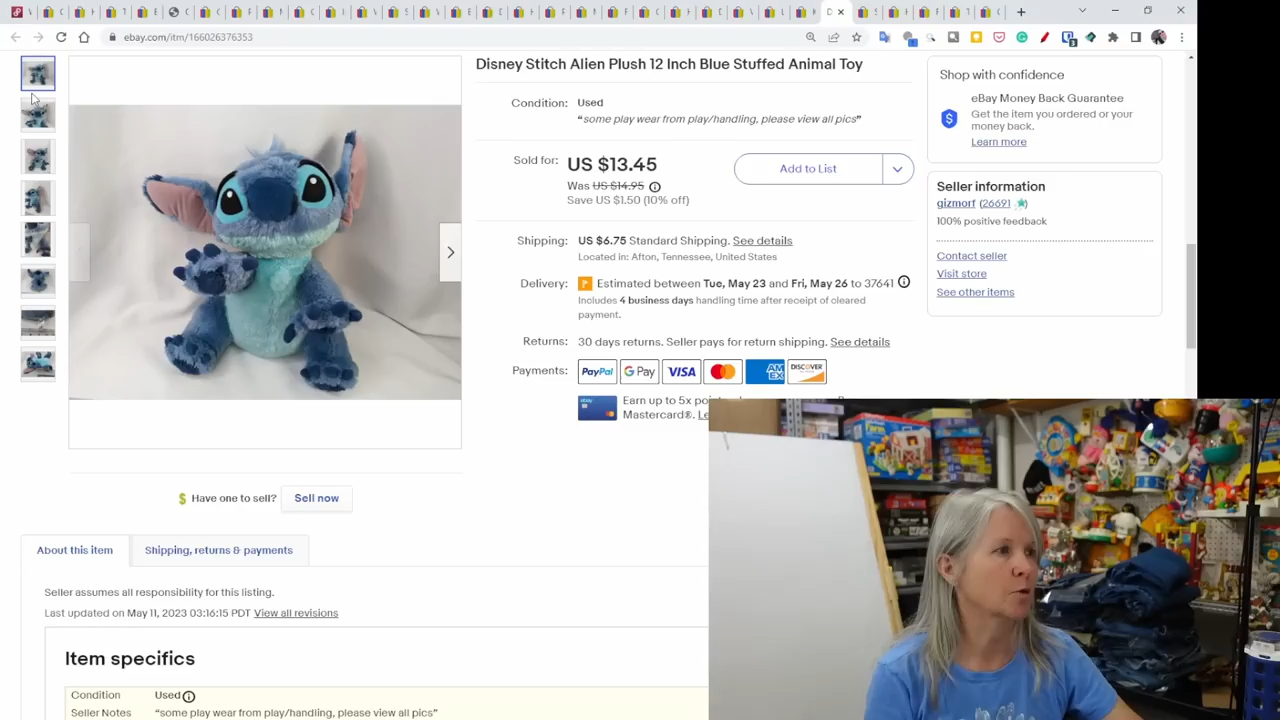 ebay.com/itm/166026376353
Disney Stitch Alien Plush 12 Inch Blue Stuffed Animal Toy
Condition:
Used
“some play wear from play/handling, please view all pics”
Sold for:
US $13.45
Was US $14.95
Save US $1.50 (10% off)
Add to List
Shipping:
US $6.75 Standard Shipping. See details
Located in: Afton, Tennessee, United States
Delivery:
Estimated between Tue, May 23 and Fri, May 26 to 37641
Includes 4 business days handling time after receipt of cleared
payment.
Returns:
30 days returns. Seller pays for return shipping. See details
Payments:
PayPal
G Pay
VISA
AM
EX
DISCOVER
Earn up to 5x
Mastercard®.
Shop with confidence
eBay Money Back Guarantee
Get the item you ordered or your
money back.
Learn more
Seller information
gizmorf (26691)
100% positive feedback
Contact seller
Visit store
See other items
Have one to sell?
Sell now
About this item
Shipping, returns & payments
Seller assumes all responsibility for this listing.
Last updated on May 11, 2023 03:16:15 PDT View all revisions
Item specifics
Condition
Used
Seller Notes
“some play wear from play/handling, please view all pics”